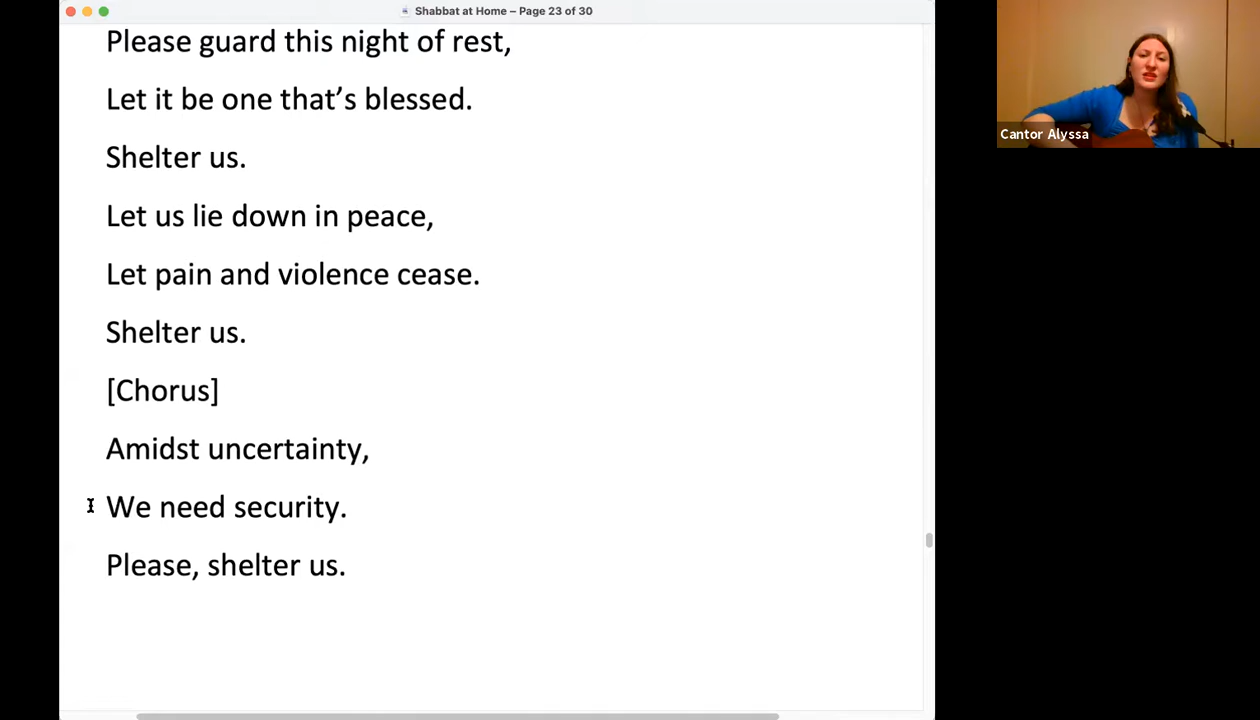 Shabbat at Home – Page 23 of 30
Please guard this night of rest,
Let it be one that’s blessed.
Shelter us.
Let us lie down in peace,
Let pain and violence cease.
Shelter us.
[Chorus]
Amidst uncertainty,
We need security.
Please, shelter us.
Cantor Alyssa